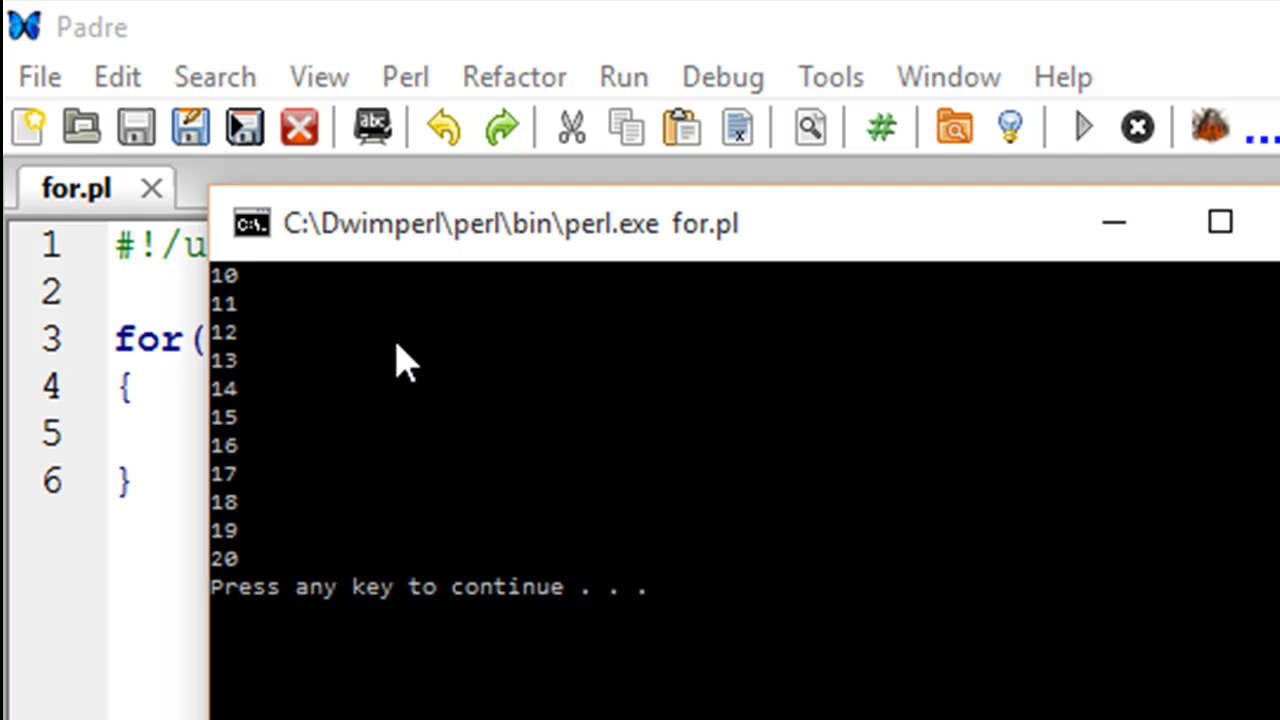 Padre
File Edit Search View Perl Refactor Run Debug Tools Window Help
abc
#
...
for.pl
C:\Dwimperl\perl\bin\perl.exe for.pl
1 #!/u
2
3 for(
4 {
5
6 }
10
11
12
13
14
15
16
17
18
19
20
Press any key to continue . . .